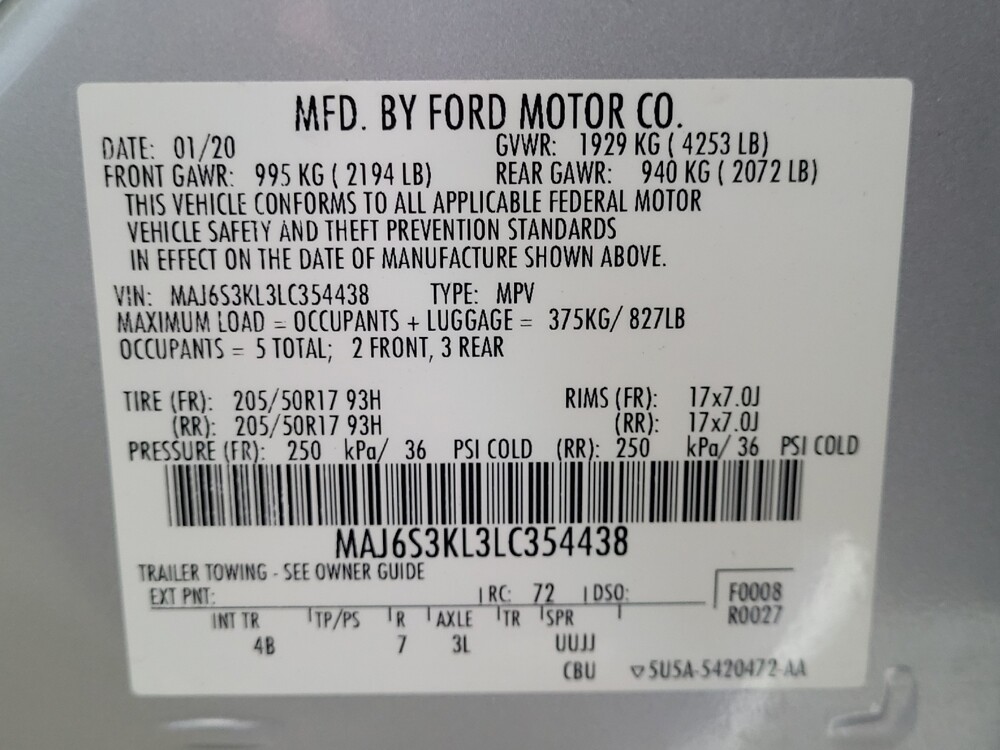 MFD. BY FORD MOTOR CO.
DATE: 01/20 GVWR: 1929 KG ( 4253 LB)
FRONT GAWR: 995 KG ( 2194 LB) REAR GAWR: 940 KG ( 2072 LB)
THIS VEHICLE CONFORMS TO ALL APPLICABLE FEDERAL MOTOR
VEHICLE SAFETY AND THEFT PREVENTION STANDARDS
IN EFFECT ON THE DATE OF MANUFACTURE SHOWN ABOVE.
VIN: MAJ6S3KL3LC354438 TYPE: MPV
MAXIMUM LOAD = OCCUPANTS + LUGGAGE = 375KG/ 827LB
OCCUPANTS = 5 TOTAL; 2 FRONT, 3 REAR
TIRE (FR): 205/50R17 93H RIMS (FR): 17x7.0J
(RR): 205/50R17 93H (RR): 17x7.0J
PRESSURE (FR): 250 kPa/ 36 PSI COLD (RR): 250 kPa/ 36 PSI COLD
MAJ6S3KL3LC354438
TRAILER TOWING - SEE OWNER GUIDE
EXT PNT: RC: 72 DSO: F0008
R0027
INT TR TP/PS R AXLE TR SPR
4B 7 3L UUJJ
CBU ▽5U5A-5420472-AA